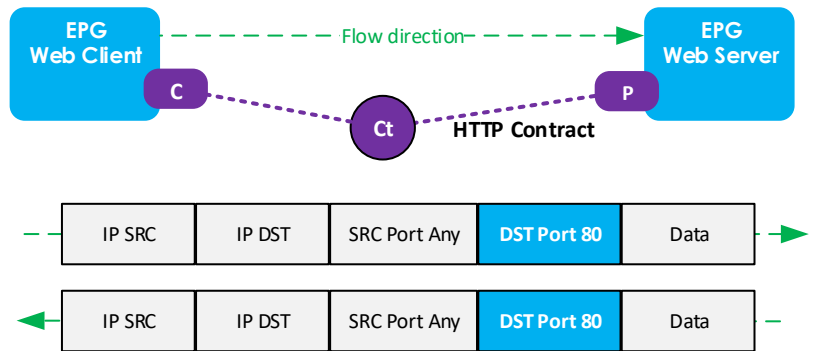 EPG
Web Client
Flow direction
EPG
Web Server
C
P
Ct
HTTP Contract
IP SRC
IP DST
SRC Port Any
DST Port 80
Data
IP SRC
IP DST
SRC Port Any
DST Port 80
Data